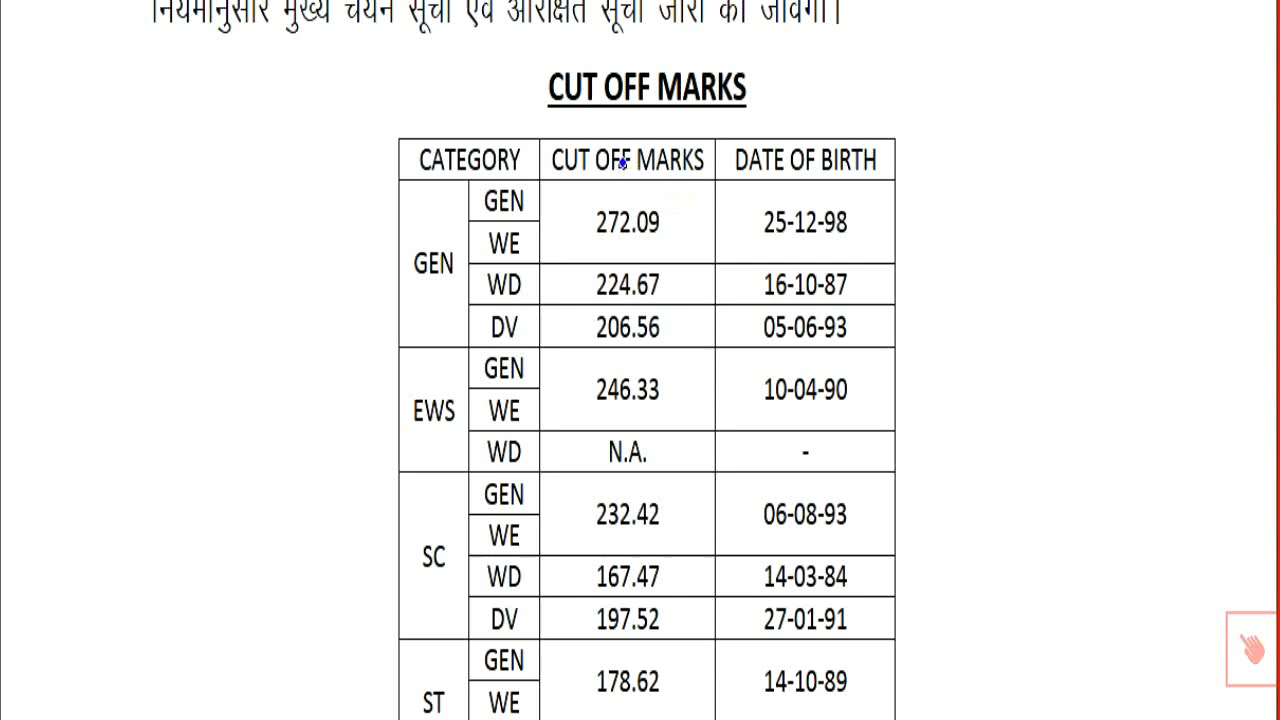 नियमानुसार मुख्य चयन सूची एवं आरक्षित सूची जारी की जावेगी।
CUT OFF MARKS
CATEGORY CUT OFF MARKS DATE OF BIRTH
GEN GEN 272.09 25-12-98
WE
WD 224.67 16-10-87
DV 206.56 05-06-93
EWS GEN 246.33 10-04-90
WE
WD N.A. -
SC GEN 232.42 06-08-93
WE
WD 167.47 14-03-84
DV 197.52 27-01-91
ST GEN 178.62 14-10-89
WE